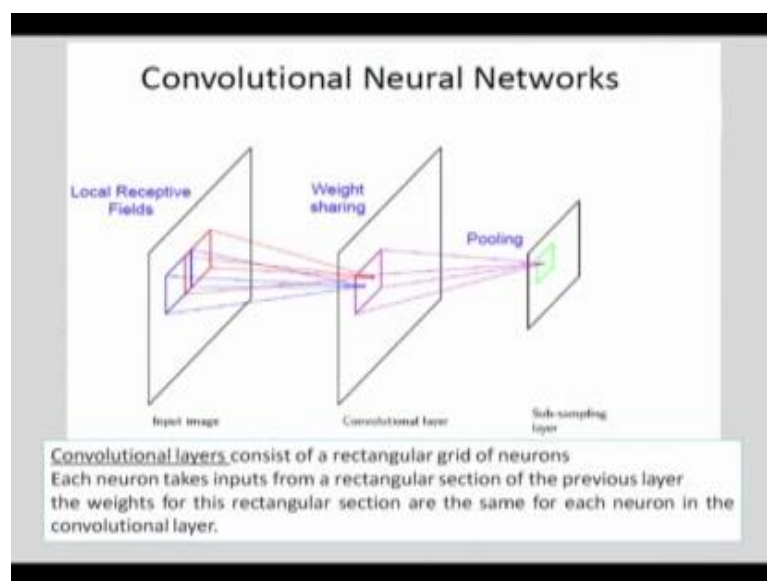 Convolutional Neural Networks
Local Receptive
Fields
Weight
sharing
Pooling
Input image
Convolutional layer
Sub-sampling
layer
Convolutional layers consist of a rectangular grid of neurons
Each neuron takes inputs from a rectangular section of the previous layer
the weights for this rectangular section are the same for each neuron in the
convolutional layer.